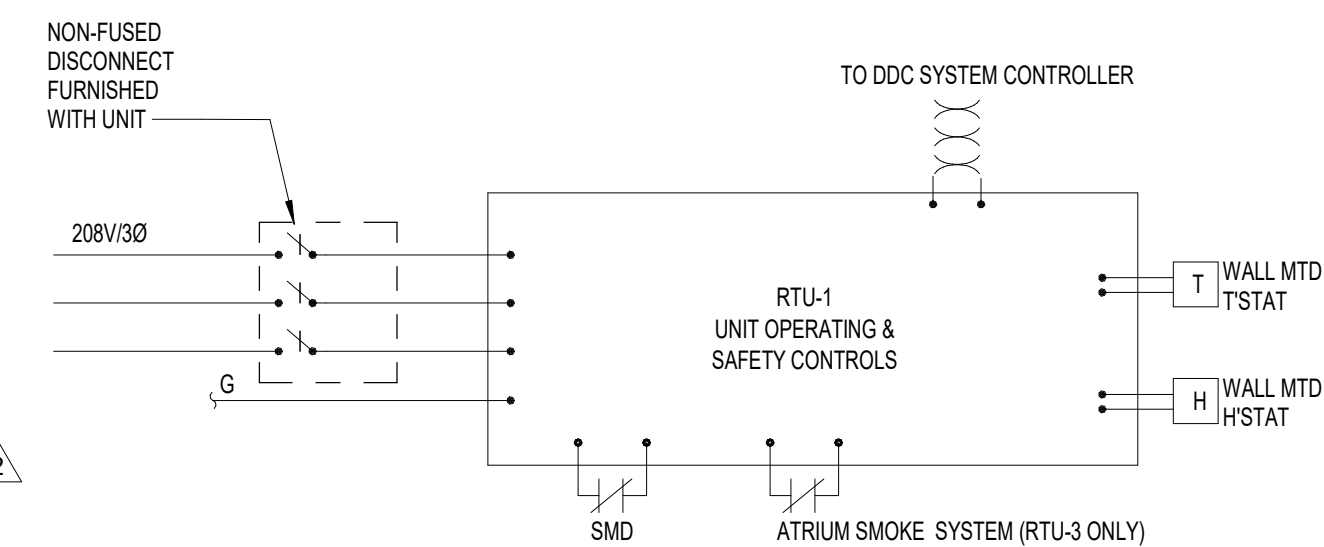 NON-FUSED
DISCONNECT
FURNISHED
WITH UNIT
TO DDC SYSTEM CONTROLLER
208V/3Ø
G
RTU-1
UNIT OPERATING &
SAFETY CONTROLS
T
WALL MTD
T'STAT
H
WALL MTD
H'STAT
2
SMD
ATRIUM SMOKE SYSTEM (RTU-3 ONLY)